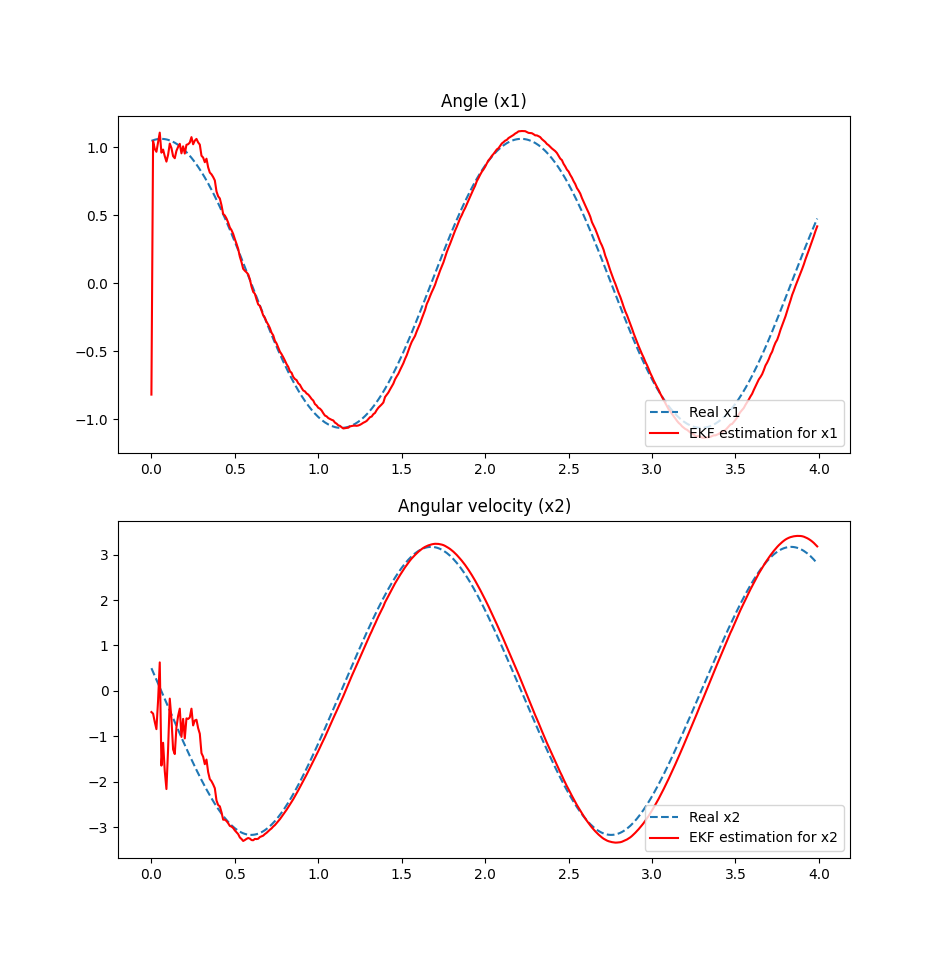 Angle (x1)
1.0
0.5
0.0
−0.5
−1.0
Real x1
EKF estimation for x1
0.0 0.5 1.0 1.5 2.0 2.5 3.0 3.5 4.0
Angular velocity (x2)
3
2
1
0
−1
−2
−3
Real x2
EKF estimation for x2
0.0 0.5 1.0 1.5 2.0 2.5 3.0 3.5 4.0